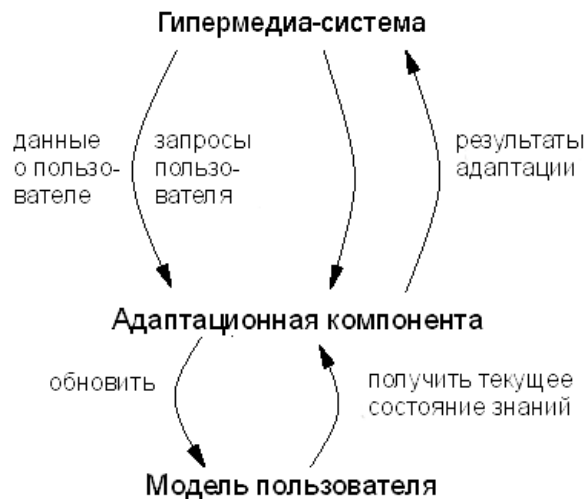 Гипермедиа-система
данные
о пользо-
вателе
запросы
пользо-
вателя
результаты
адаптации
Адаптационная компонента
обновить
получить текущее
состояние знаний
Модель пользователя